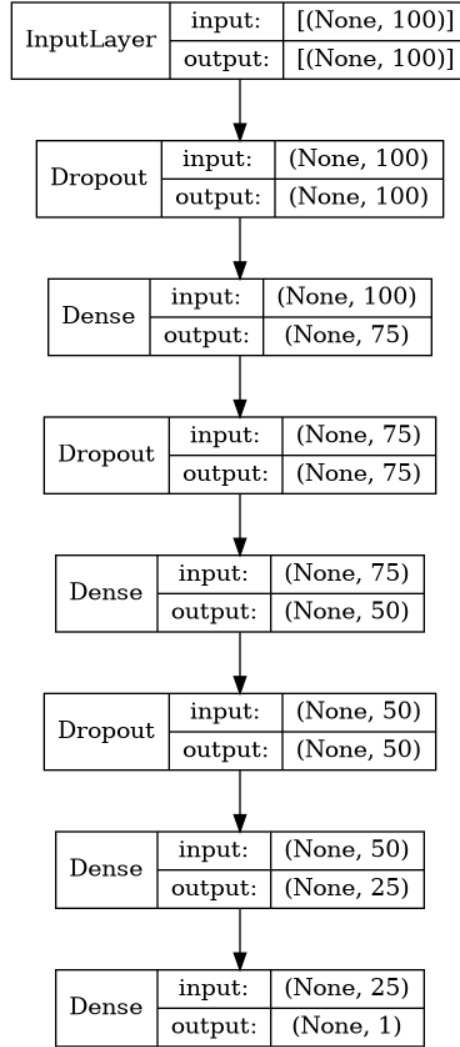 InputLayer input: [(None, 100)]
output: [(None, 100)]
Dropout input: (None, 100)
output: (None, 100)
Dense input: (None, 100)
output: (None, 75)
Dropout input: (None, 75)
output: (None, 75)
Dense input: (None, 75)
output: (None, 50)
Dropout input: (None, 50)
output: (None, 50)
Dense input: (None, 50)
output: (None, 25)
Dense input: (None, 25)
output: (None, 1)